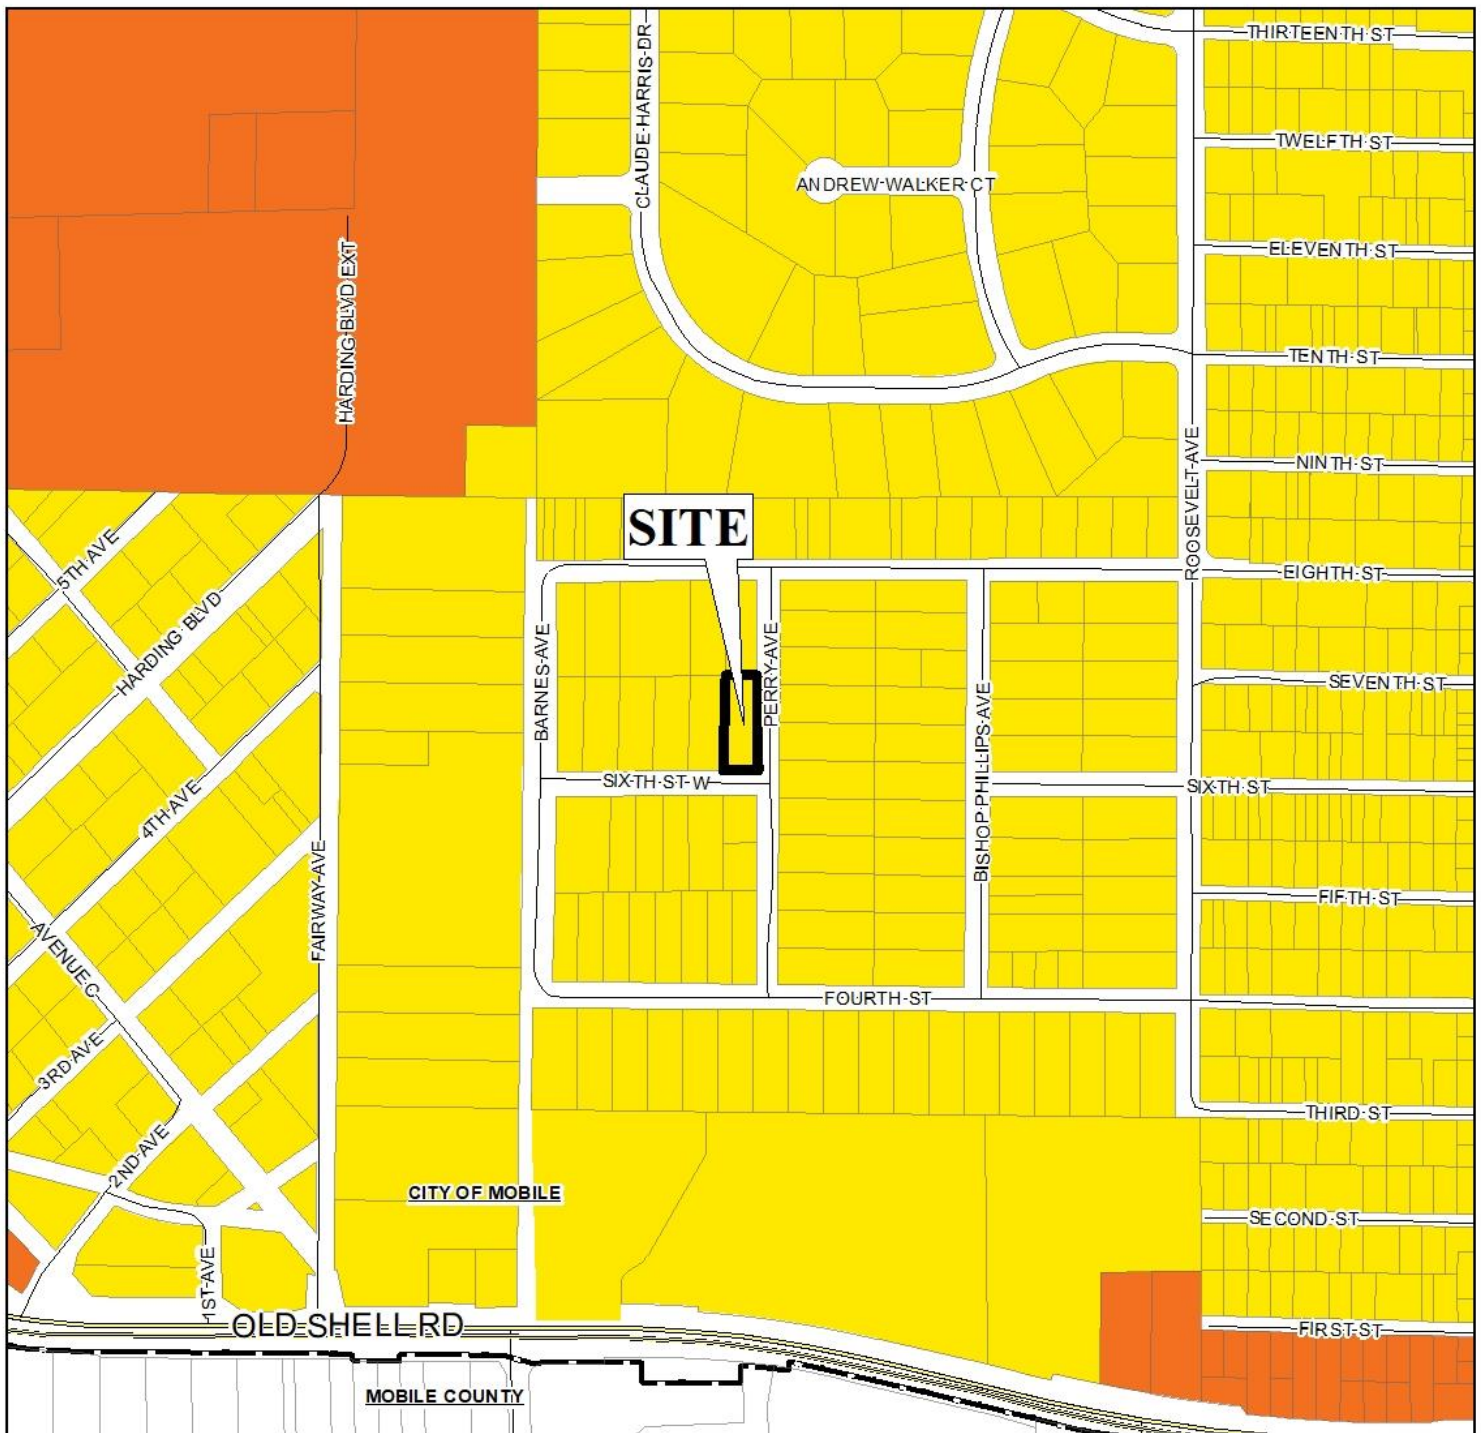 THIRTEENTH ST
CLAUDE HARRIS DR
TWELFTH ST
ANDREW WALKER CT
ELEVENTH ST
HARDING BLVD EXT
TENTH ST
NINTH ST
ROOSEVELT AVE
SITE
5TH AVE
EIGHTH ST
HARDING BLVD
BARNES AVE
PERRY AVE
SEVENTH ST
BISHOP PHILLIPS AVE
SIXTH ST W
SIXTH ST
4TH AVE
FAIRWAY AVE
FIFTH ST
AVENUE C
FOURTH ST
3RD AVE
THIRD ST
2ND AVE
CITY OF MOBILE
SECOND ST
1ST AVE
OLD SHELL RD
FIRST ST
MOBILE COUNTY